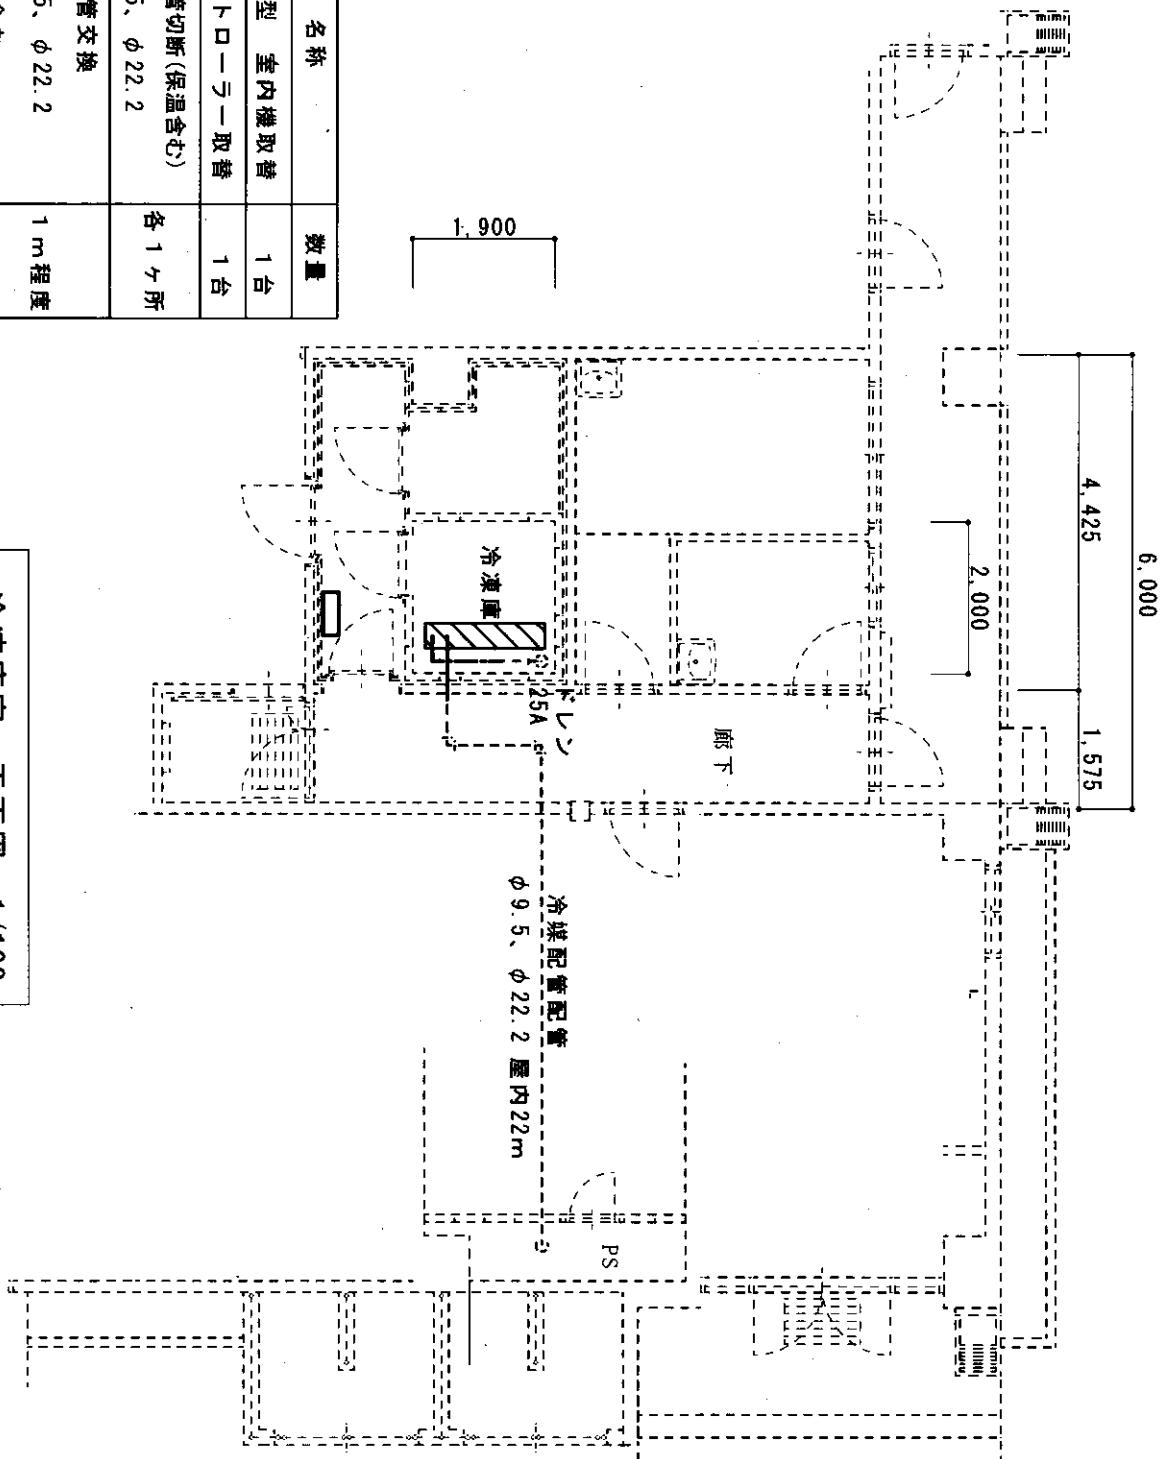 名称 数量
型 室内機取替 1台
トローラー取替 1台
管切断(保温含む) 各1ヶ所
、φ22.2
管交換 1m程度
、φ22.2
6,000
4,425
1,575
2,000
1,900
冷凍庫
ドレン
25A
廊下
冷媒配管配管
φ9.5、φ22.2 屋内22m
PS